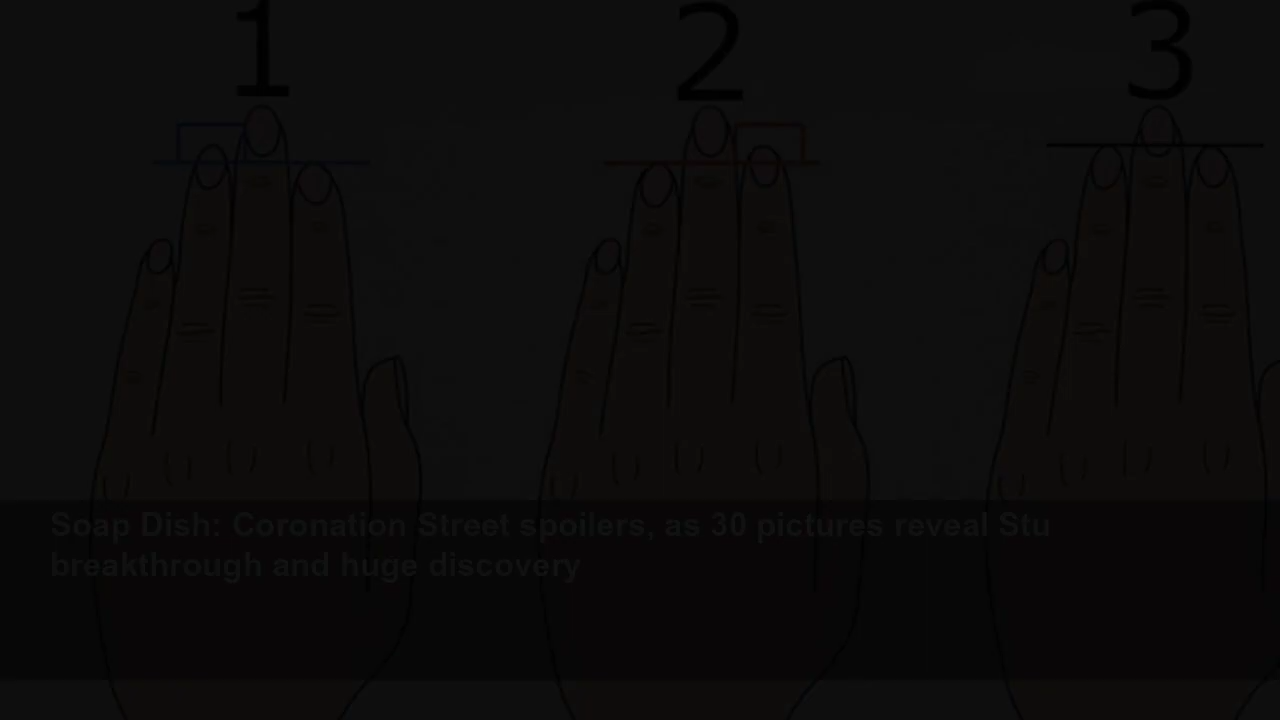 1 2 3
Soap Dish: Coronation Street spoilers, as 30 pictures reveal Stu
breakthrough and huge discovery